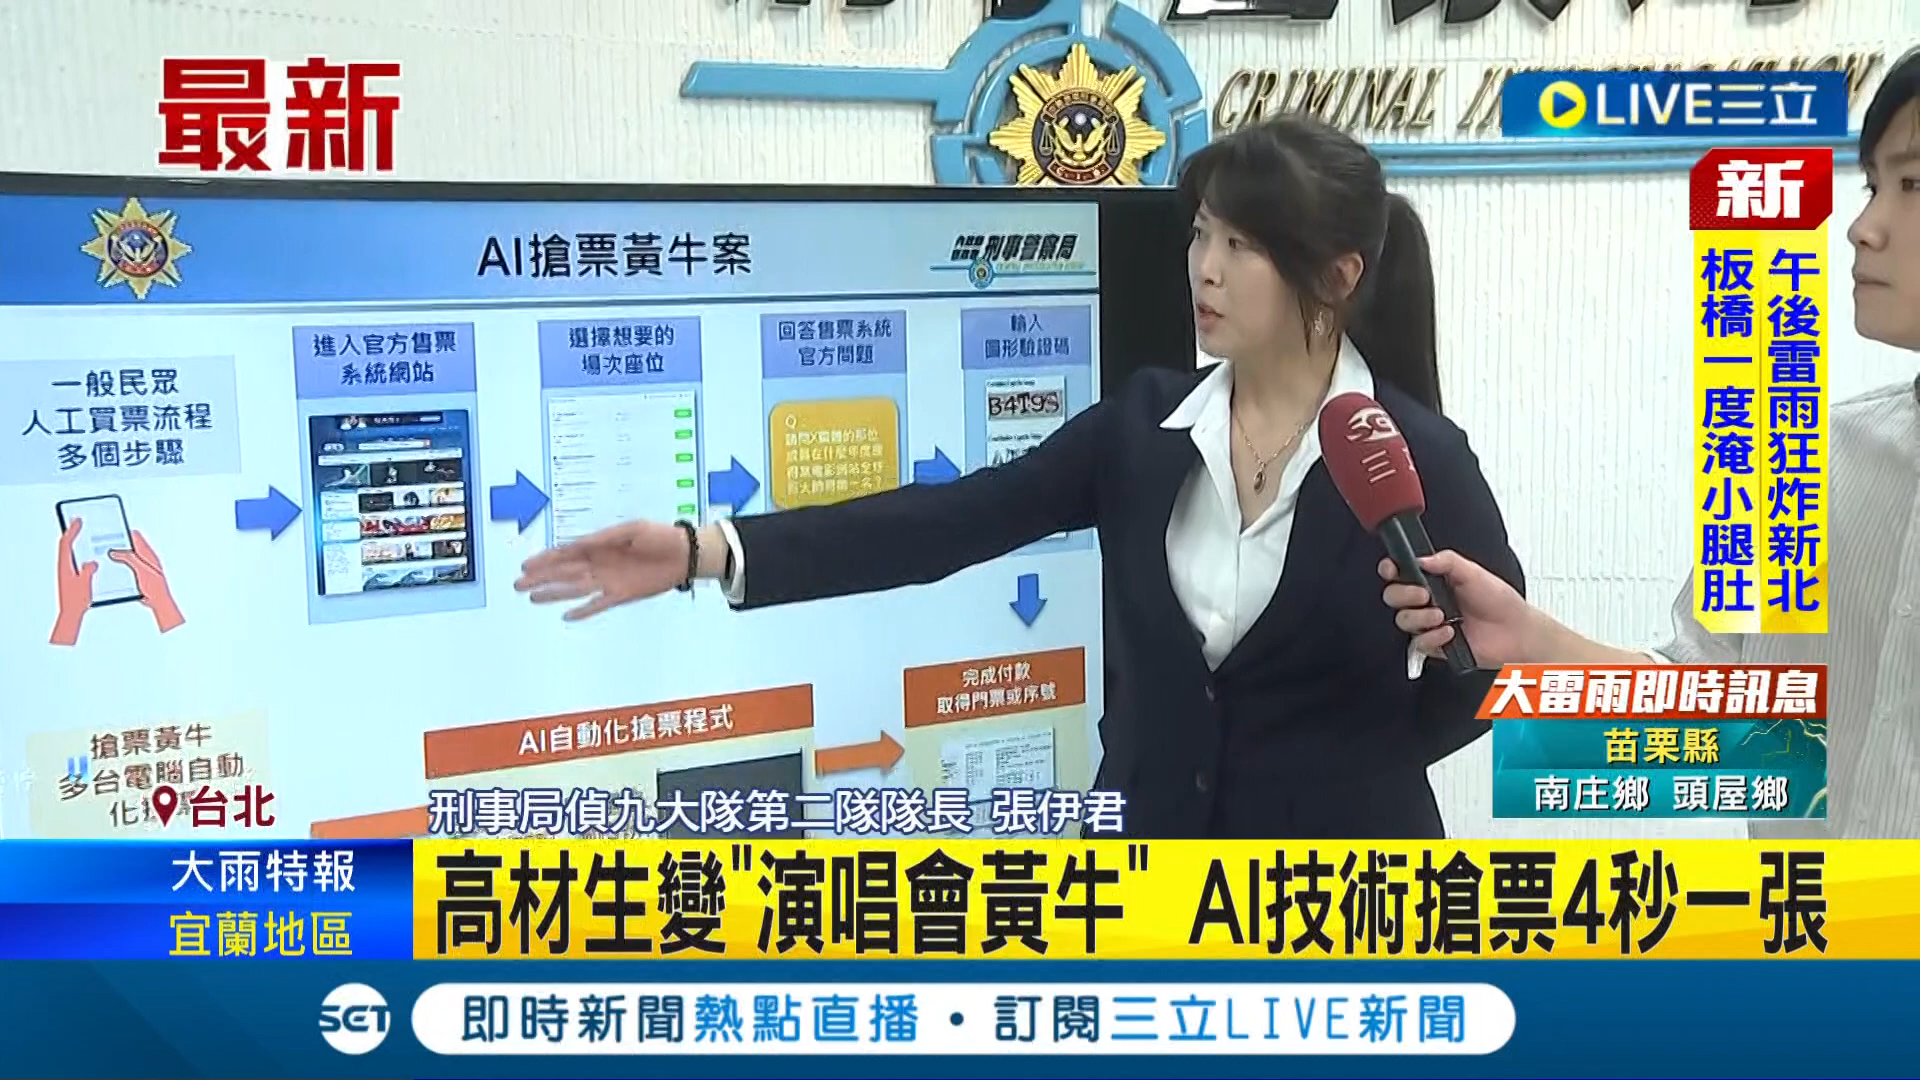 最新
CRIMINAL IN
LIVE三立
新
午後雷雨狂炸新北
板橋一度淹小腿肚
AI搶票黃牛案
刑事警察局
一般民眾
人工買票流程
多個步驟
進入官方售票
系統網站
選擇想要的
場次座位
回答售票系統
官方問題
輸入
圖形驗證碼
Q
B4T9S
三
完成付款
取得門票或序號
AI自動化搶票程式
搶票黃牛
多台電腦自動
大雷雨即時訊息
苗栗縣
南庄鄉 頭屋鄉
台北
刑事局偵九大隊第二隊隊長 張伊君
大雨特報
宜蘭地區
高材生變"演唱會黃牛" AI技術搶票4秒一張
SET
即時新聞熱點直播・訂閱三立LIVE新聞